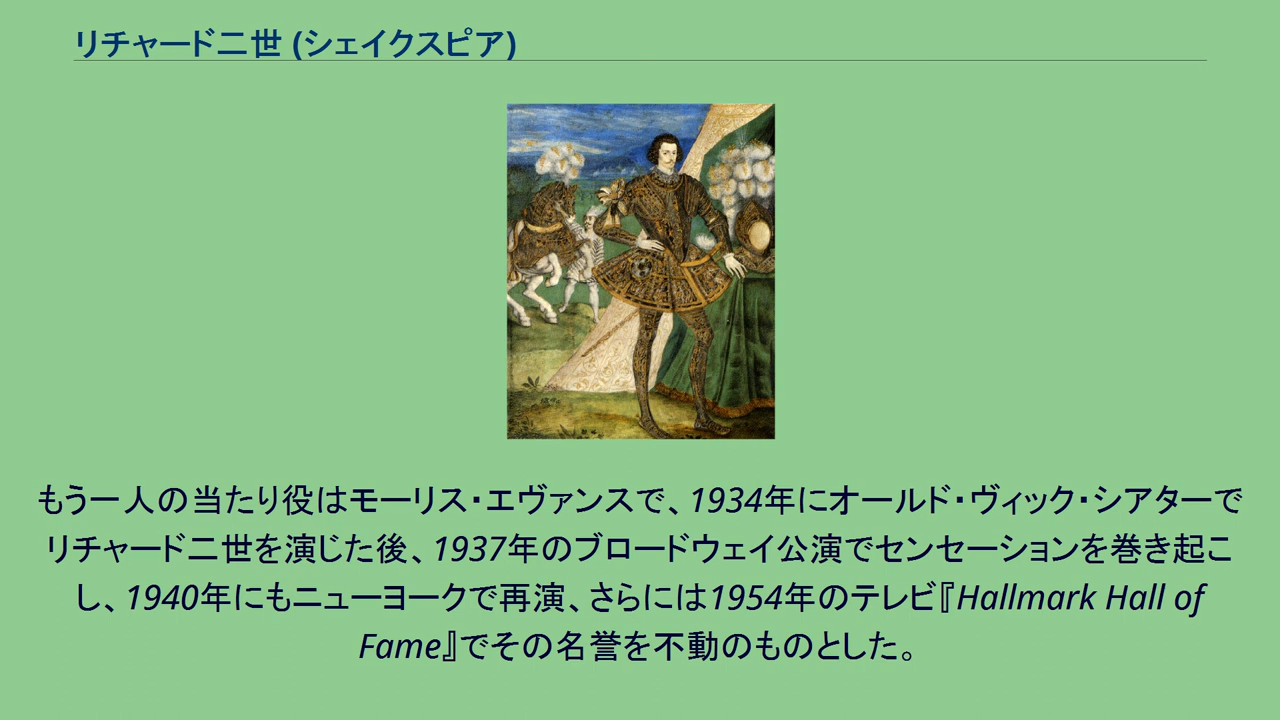 リチャード二世 (シェイクスピア)
もう一人の当たり役はモーリス・エヴァンスで、1934年にオールド・ヴィック・シアターで
リチャード二世を演じた後、1937年のブロードウェイ公演でセンセーションを巻き起こ
し、1940年にもニューヨークで再演、さらには1954年のテレビ『Hallmark Hall of
Fame』でその名誉を不動のものとした。